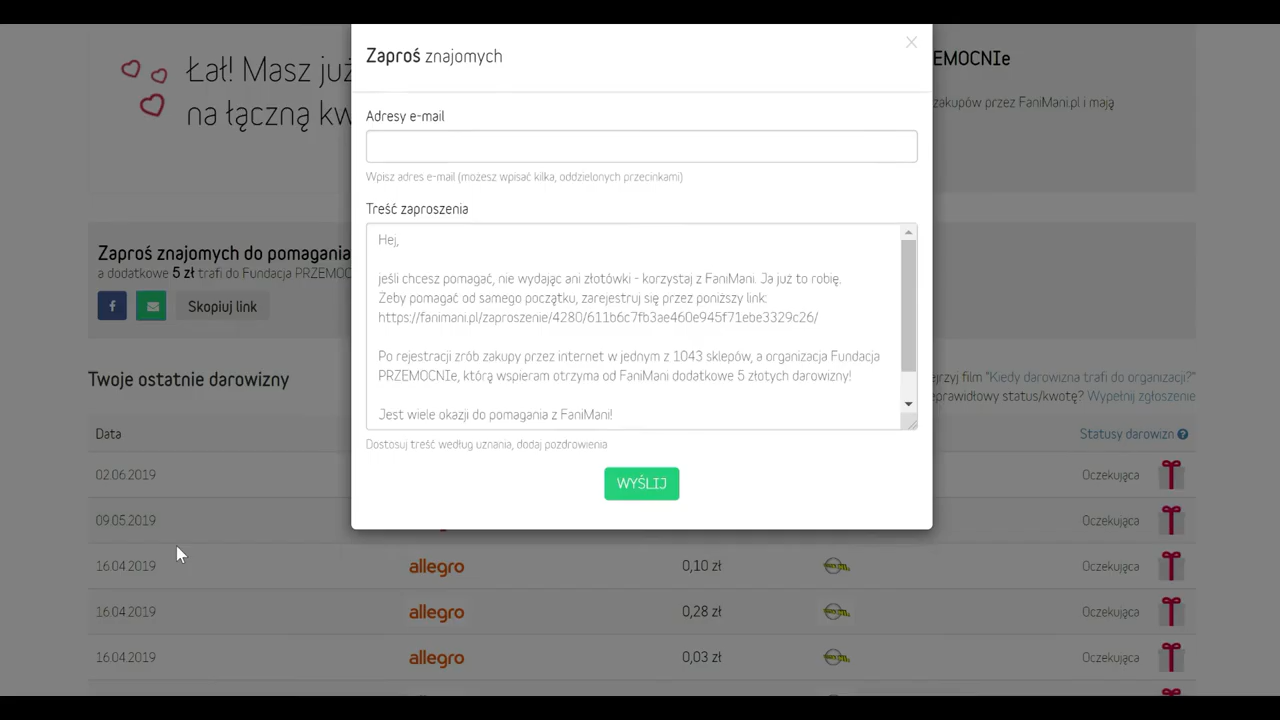 Zaproś znajomych
Adresy e-mail
Wpisz adres e-mail (możesz wpisać kilka, oddzielonych przecinkami)
Treść zaproszenia
Hej,
jeśli chcesz pomagać, nie wydając ani złotówki - korzystaj z FaniMani. Ja już to robię.
Żeby pomagać od samego początku, zarejestruj się przez poniższy link:
https://fanimani.pl/zaproszenie/4280/611b6c7fb3ae460e945f71ebe3329c26/
Po rejestracji zrób zakupy przez internet w jednym z 1043 sklepów, a organizacja Fundacja
PRZEMOCNIe, którą wspieram otrzyma od FaniMani dodatkowe 5 złotych darowizny!
Jest wiele okazji do pomagania z FaniMani!
Dostosuj treść według uznania, dodaj pozdrowienia
WYŚLIJ
Łał! Masz już
na łączną kw
EMOCNIe
zakupów przez FaniMani.pl i mają
Zaproś znajomych do pomagania
a dodatkowe 5 zł trafi do Fundacja PRZEMOC
Skopiuj link
Twoje ostatnie darowizny
ejrzyj film "Kiedy darowizna trafi do organizacji?"
eprawidłowy status/kwotę? Wypełnij zgłoszenie
Data Statusy darowizn
02.06.2019 Oczekująca
09.05.2019 Oczekująca
16.04.2019 allegro 0,10 zł Oczekująca
16.04.2019 allegro 0,28 zł Oczekująca
16.04.2019 allegro 0,03 zł Oczekująca